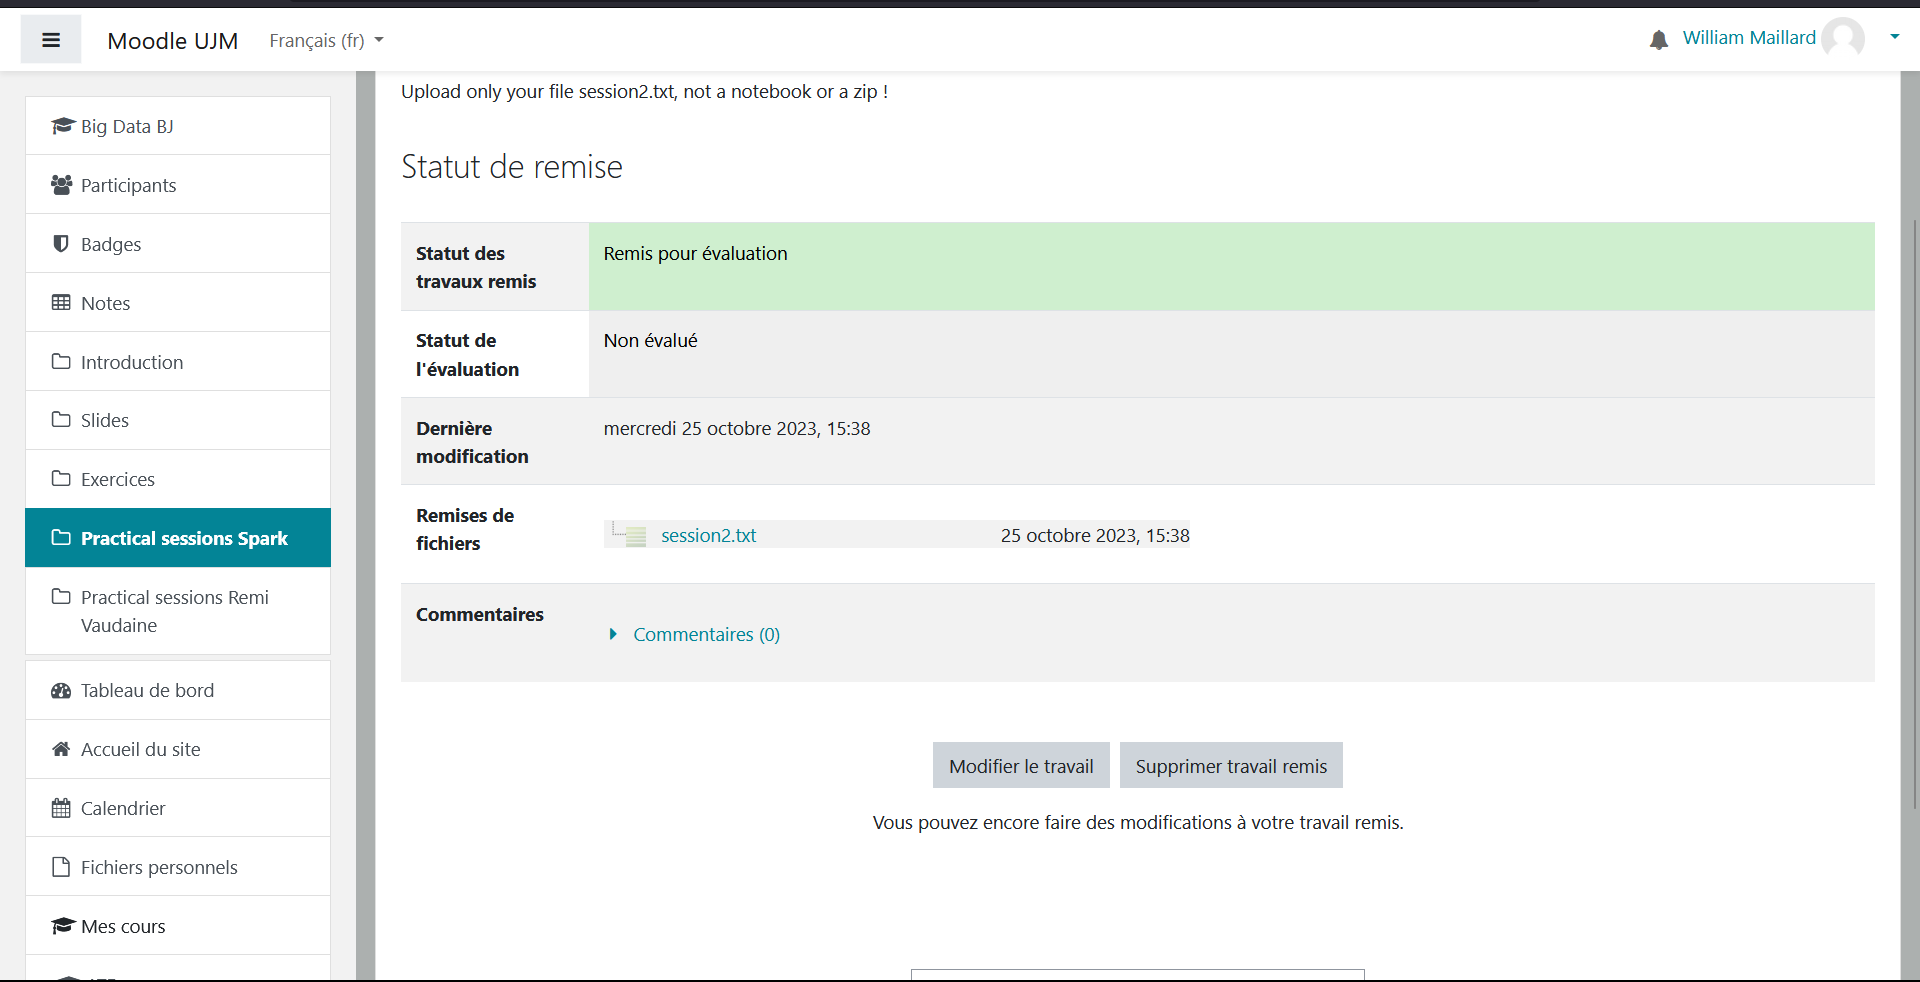 Moodle UJM
Français (fr)
William Maillard
Big Data BJ
Participants
Badges
Notes
Introduction
Slides
Exercices
Practical sessions Spark
Practical sessions Remi
Vaudaine
Tableau de bord
Accueil du site
Calendrier
Fichiers personnels
Mes cours
Upload only your file session2.txt, not a notebook or a zip !
Statut de remise
Statut des
travaux remis
Remis pour évaluation
Statut de
l'évaluation
Non évalué
Dernière
modification
mercredi 25 octobre 2023, 15:38
Remises de
fichiers
session2.txt
25 octobre 2023, 15:38
Commentaires
Commentaires (0)
Modifier le travail
Supprimer travail remis
Vous pouvez encore faire des modifications à votre travail remis.